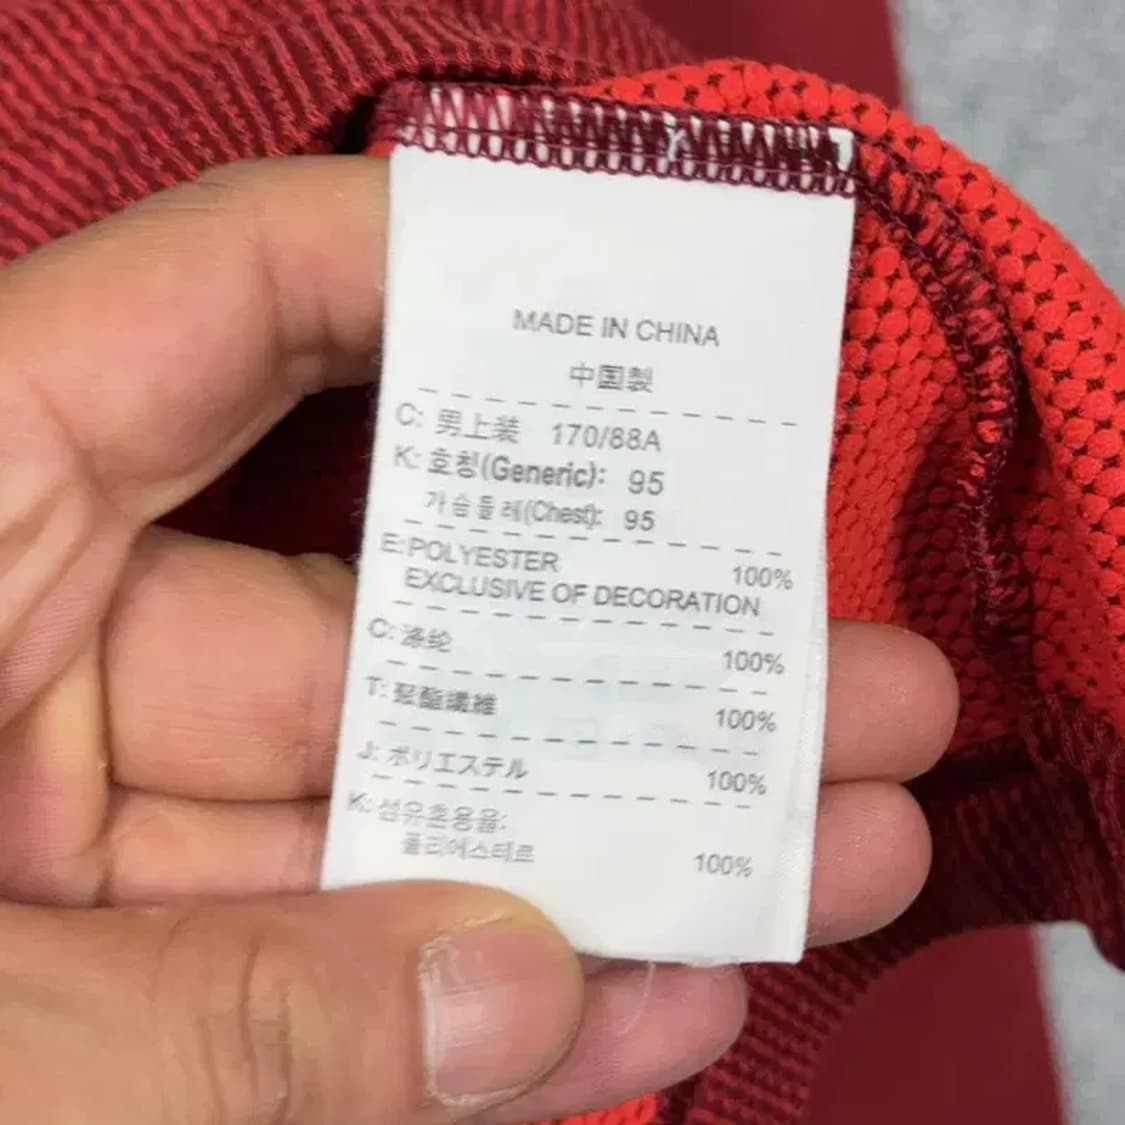 MADE IN CHINA
中国製
C: 男上装 170/88A
K: 호칭(Generic): 95
가슴둘레(Chest): 95
E:POLYESTER 100%
EXCLUSIVE OF DECORATION
C: 涤纶 100%
T: 聚酯纖維 100%
J: ポリエステル 100%
K: 섬유혼용율:
폴리에스테르 100%